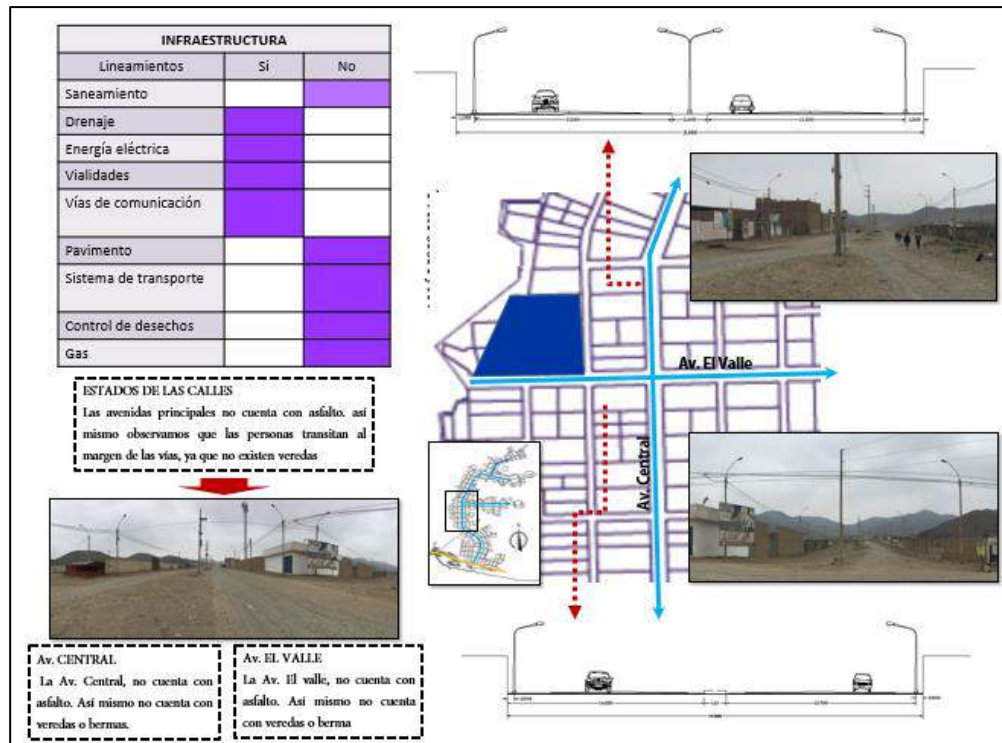 INFRAESTRUCTURA
Lineamientos Si No
Saneamiento
Drenaje
Energía eléctrica
Vialidades
Vías de comunicación
Pavimento
Sistema de transporte
Control de desechos
Gas
ESTADOS DE LAS CALLES
Las avenidas principales no cuenta con asfalto. así
mismo observamos que las personas transitan al
margen de las vías, ya que no existen veredas
Av. El Valle
Av. Central
Av. CENTRAL
La Av. Central, no cuenta con
asfalto. Así mismo no cuenta con
veredas o bermas.
Av. EL VALLE
La Av. El valle, no cuenta con
asfalto. Así mismo no cuenta
con veredas o berma